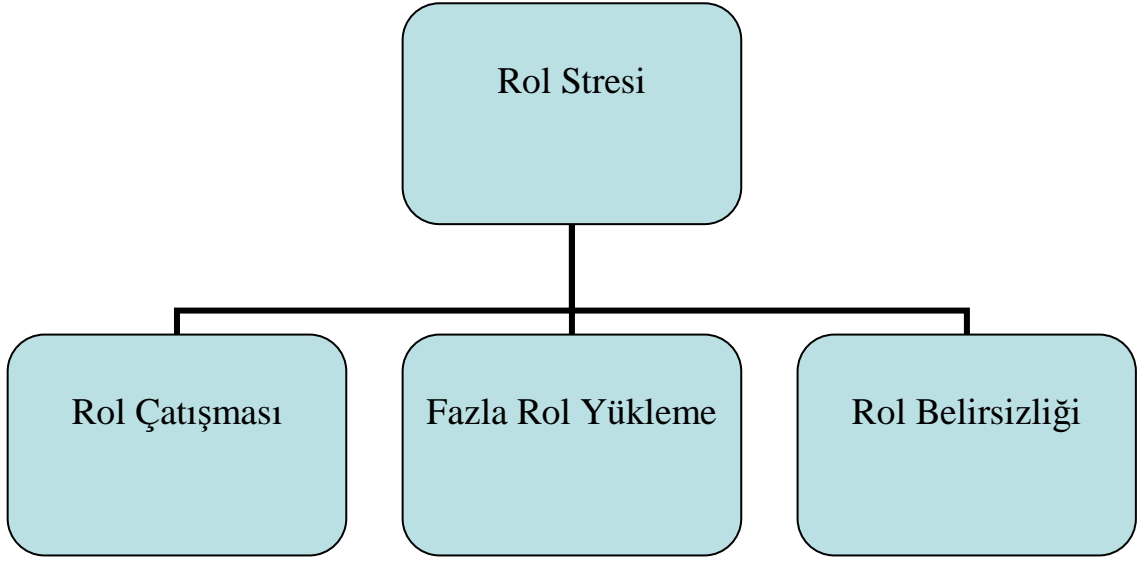 Rol Stresi
Rol Çatışması
Fazla Rol Yükleme
Rol Belirsizliği